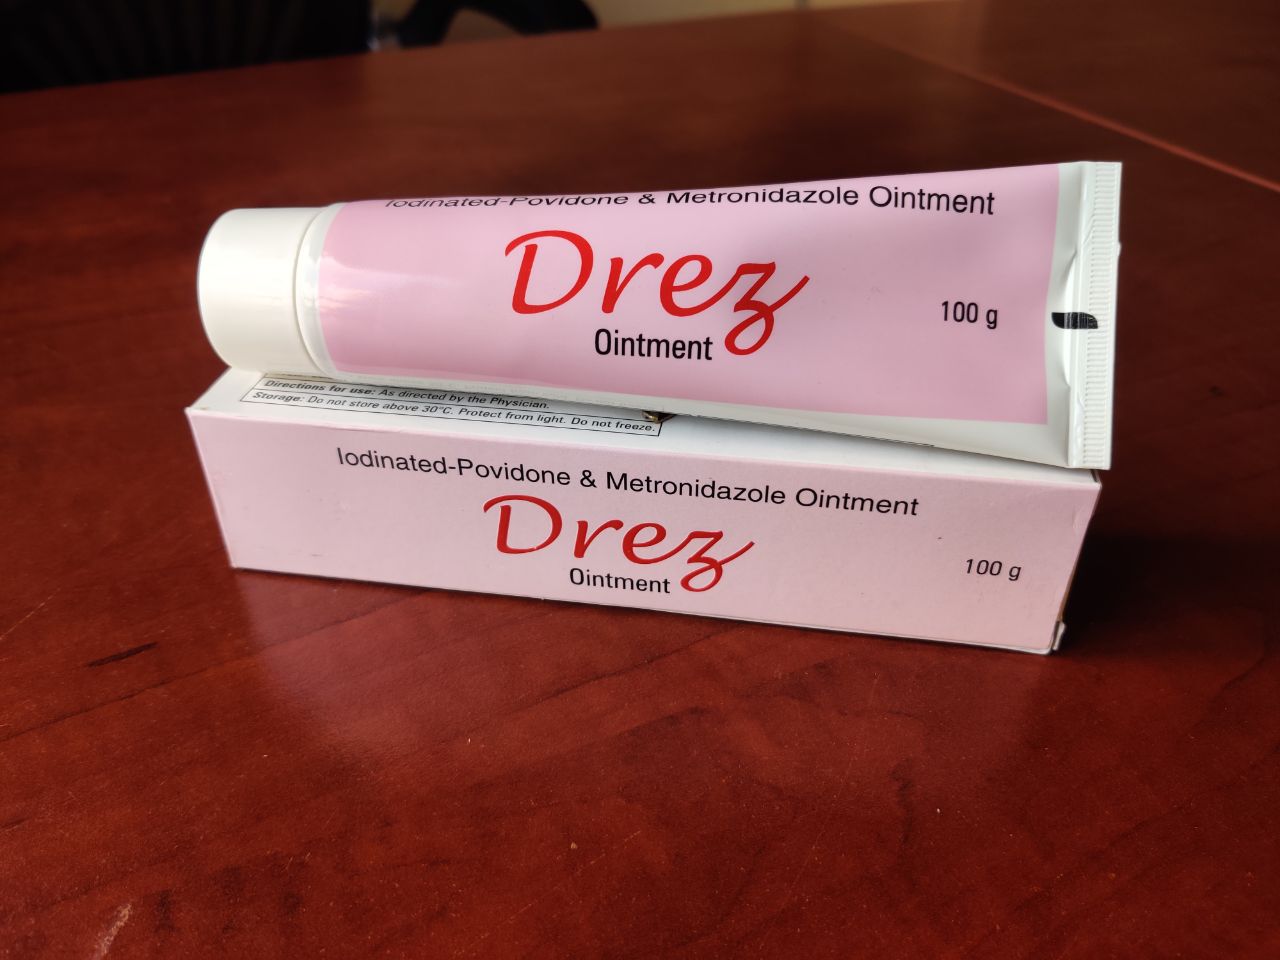 Iodinated-Povidone & Metronidazole Ointment
Drez
Ointment
100 g
Directions for use: As directed by the Physician.
Storage: Do not store above 30°C. Protect from light. Do not freeze.
Iodinated-Povidone & Metronidazole Ointment
Drez
Ointment
100 g